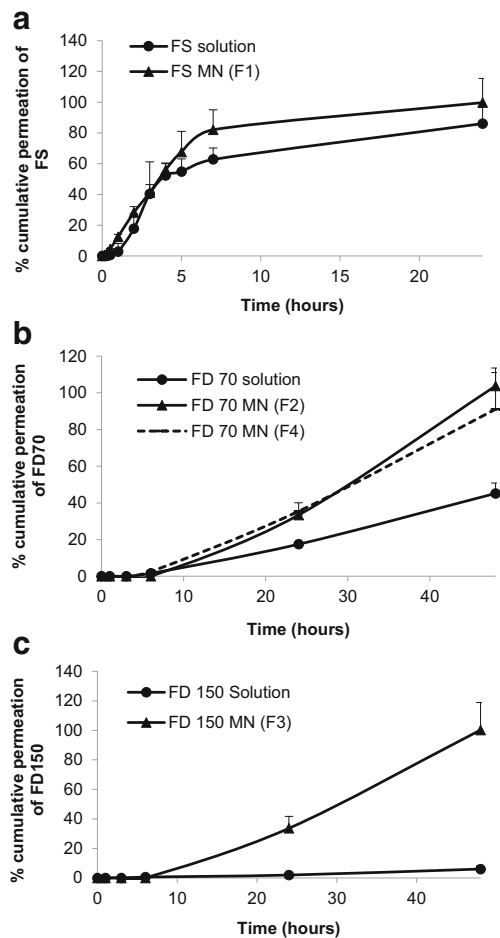 a
% cumulative permeation of
FS
140
120
100
80
60
40
20
0
FS solution
FS MN (F1)
0
5
10
15
20
Time (hours)
b
% cumulative permeation
of FD70
120
100
80
60
40
20
0
FD 70 solution
FD 70 MN (F2)
FD 70 MN (F4)
0
10
20
30
40
Time (hours)
c
% cumulative permeation
of FD150
140
120
100
80
60
40
20
0
FD 150 Solution
FD 150 MN (F3)
0
10
20
30
40
Time (hours)